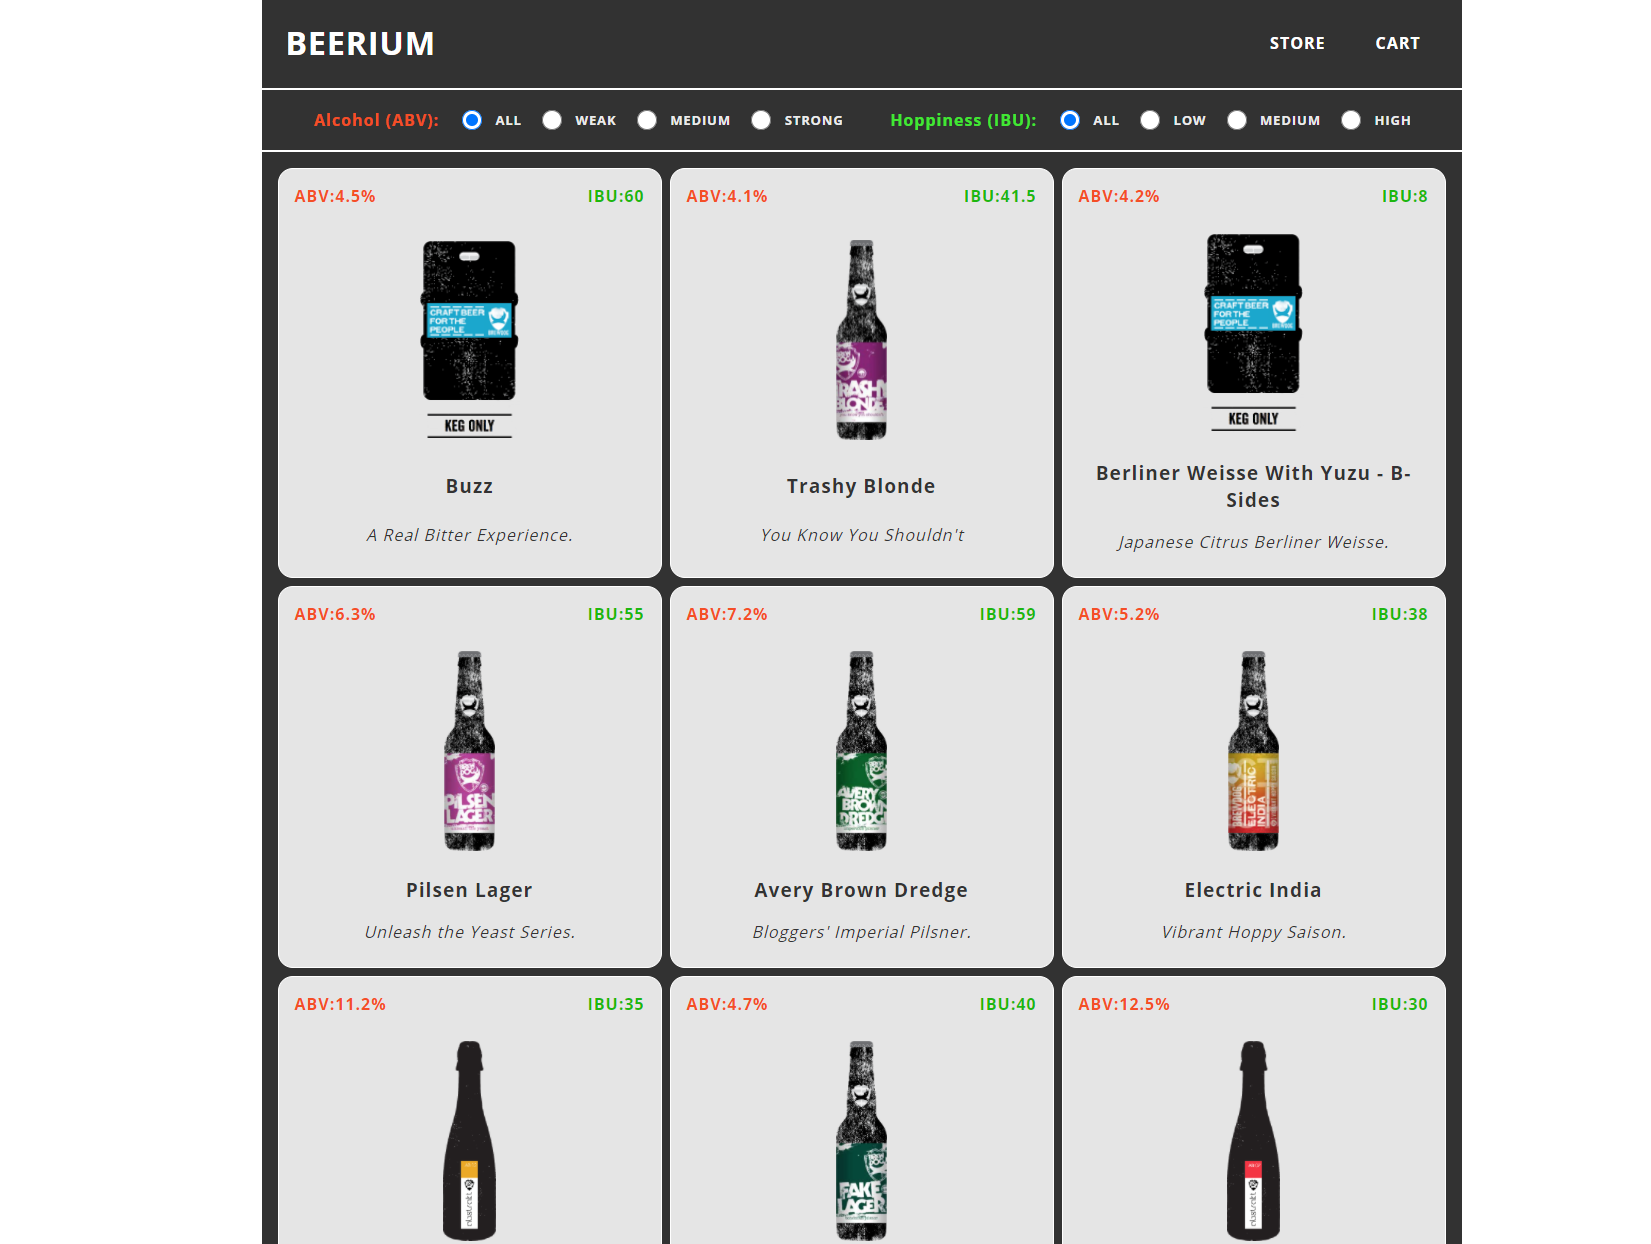 BEERIUM
STORE CART
Alcohol (ABV): ALL WEAK MEDIUM STRONG Hoppiness (IBU): ALL LOW MEDIUM HIGH
ABV:4.5% IBU:60
CRAFT BEER
FOR THE
PEOPLE
BREWDOG
KEG ONLY
Buzz
A Real Bitter Experience.
ABV:4.1% IBU:41.5
TRASHY
BLONDE
Trashy Blonde
You Know You Shouldn't
ABV:4.2% IBU:8
CRAFT BEER
FOR THE
PEOPLE
BREWDOG
KEG ONLY
Berliner Weisse With Yuzu - B-
Sides
Japanese Citrus Berliner Weisse.
ABV:6.3% IBU:55
PILSEN
LAGER
Pilsen Lager
Unleash the Yeast Series.
ABV:7.2% IBU:59
AVERY
BROWN
DREDGE
Avery Brown Dredge
Bloggers' Imperial Pilsner.
ABV:5.2% IBU:38
BREWDOG
ELECTRIC
INDIA
Electric India
Vibrant Hoppy Saison.
ABV:11.2% IBU:35
ABV:4.7% IBU:40
FAKE
LAGER
ABV:12.5% IBU:30